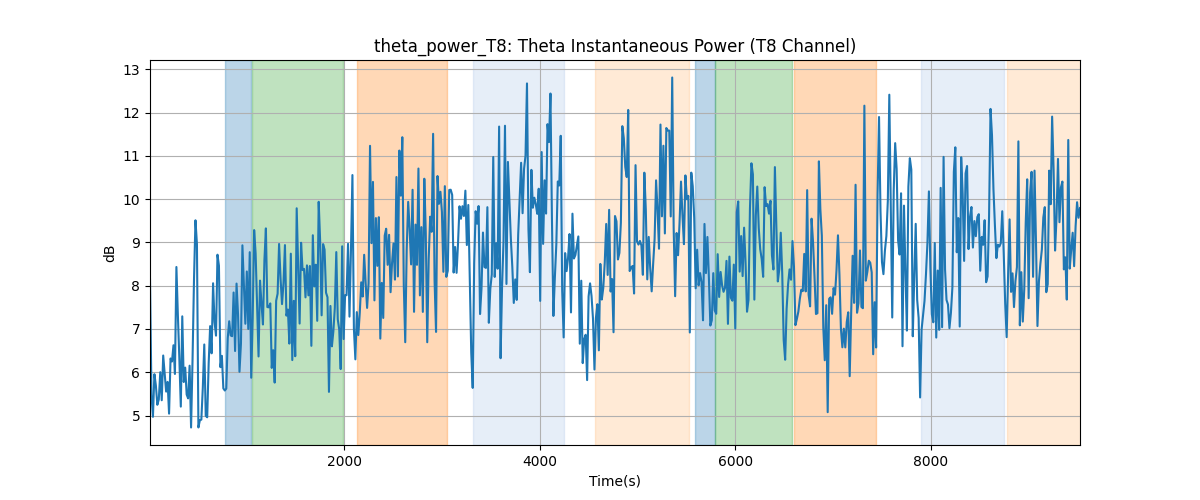 theta_power_T8: Theta Instantaneous Power (T8 Channel)
13
12
11
10
9
8
7
6
5
dB
2000 4000 6000 8000
Time(s)